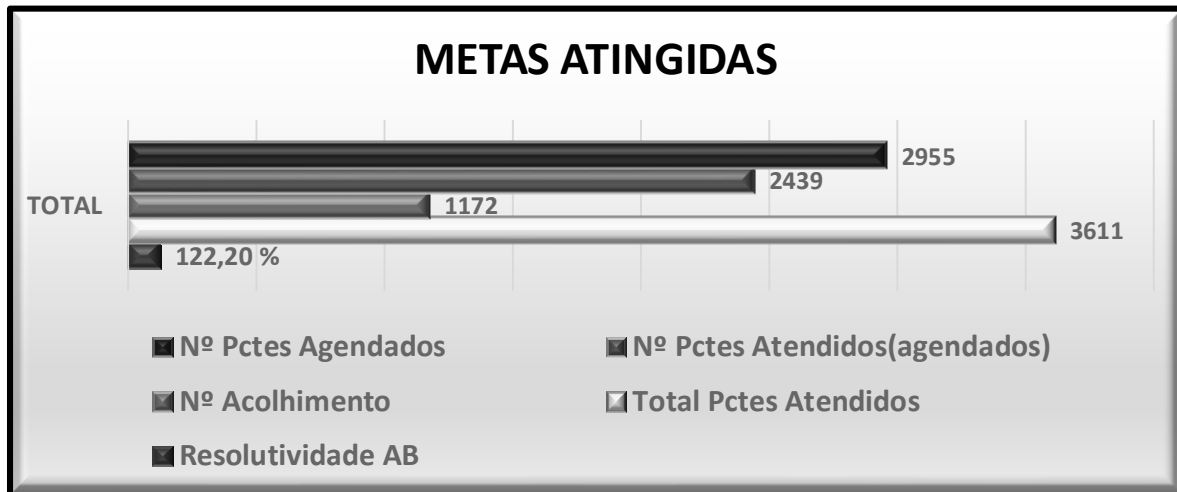 METAS ATINGIDAS
2955
2439
TOTAL
1172
3611
122,20 %
Nº Pctes Agendados
Nº Pctes Atendidos(agendados)
Nº Acolhimento
Total Pctes Atendidos
Resolutividade AB